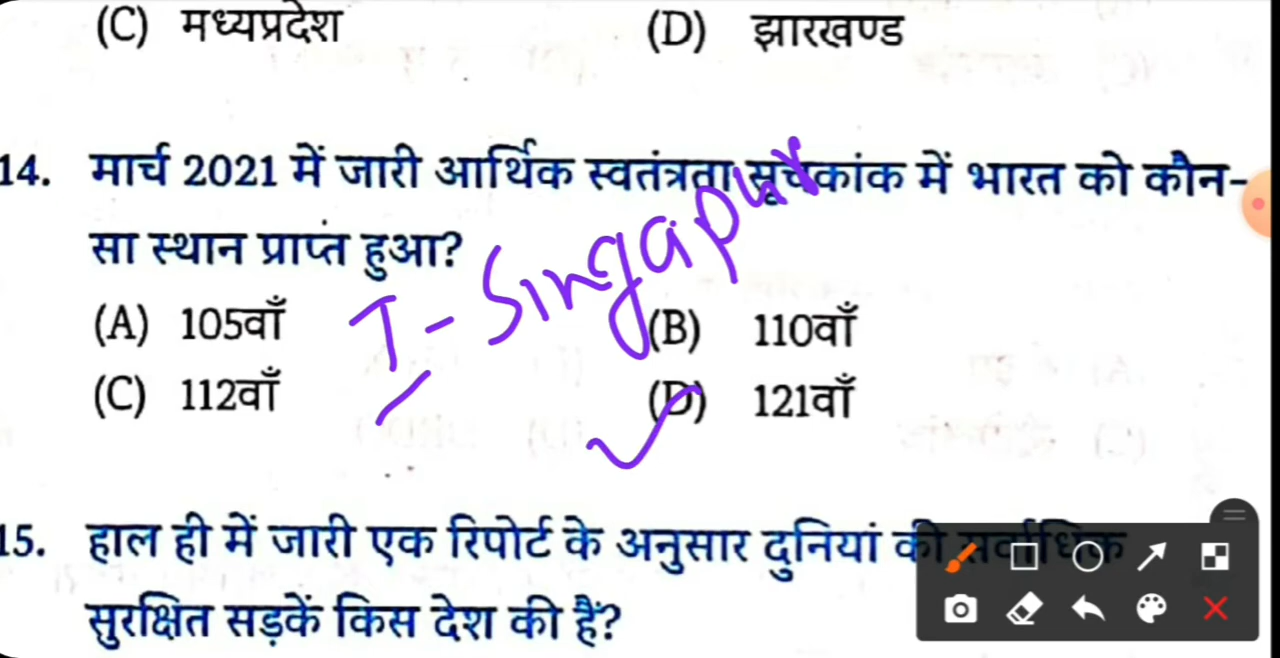 (C) मध्यप्रदेश (D) झारखण्ड
14. मार्च 2021 में जारी आर्थिक स्वतंत्रता सूचकांक में भारत को कौन-
सा स्थान प्राप्त हुआ?
I - Singapur
(A) 105वाँ (B) 110वाँ
(C) 112वाँ (D) 121वाँ
15. हाल ही में जारी एक रिपोर्ट के अनुसार दुनियां की सर्वाधिक
सुरक्षित सड़कें किस देश की हैं?